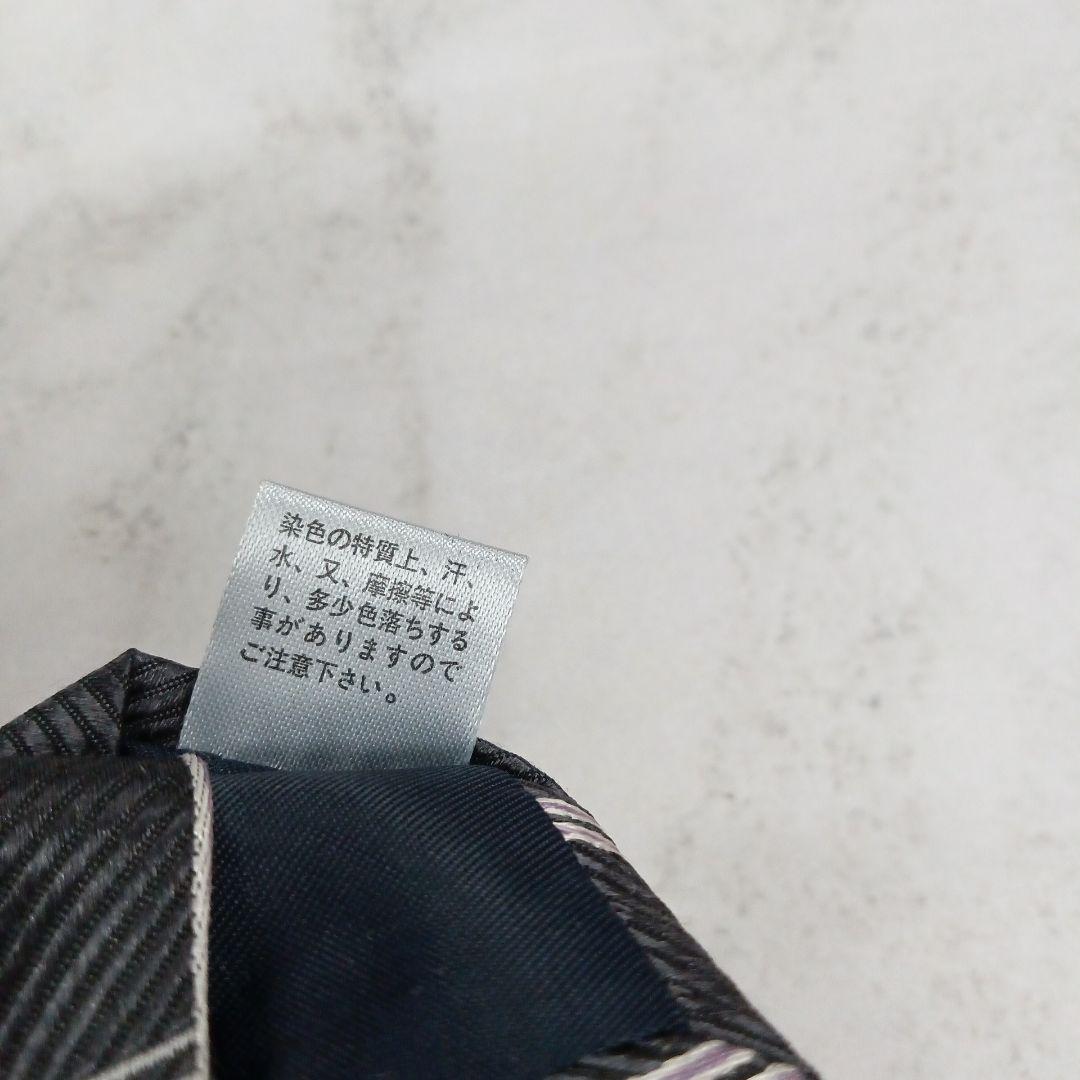 染色の特質上、汗、
水、又、摩擦等によ
り、多少色落ちする
事がありますので
ご注意下さい。